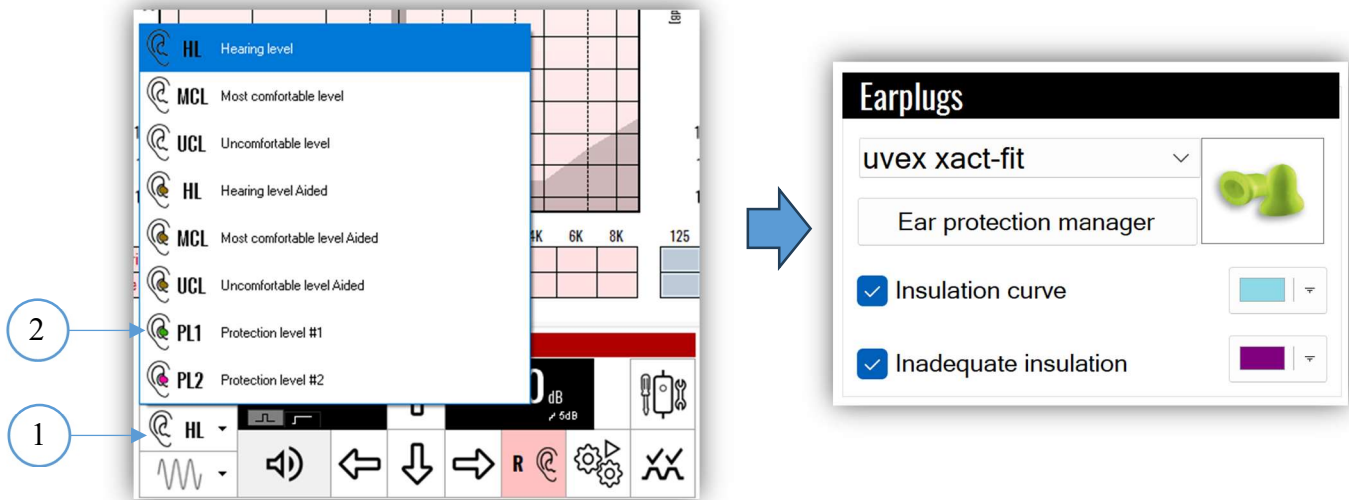 (dB)
HL Hearing level
MCL Most comfortable level
UCL Uncomfortable level
HL Hearing level Aided
MCL Most comfortable level Aided
UCL Uncomfortable level Aided
PL1 Protection level #1
PL2 Protection level #2
4K 6K 8K 125
2
1
HL
dB
5dB
R
Earplugs
uvex xact-fit
Ear protection manager
Insulation curve
Inadequate insulation